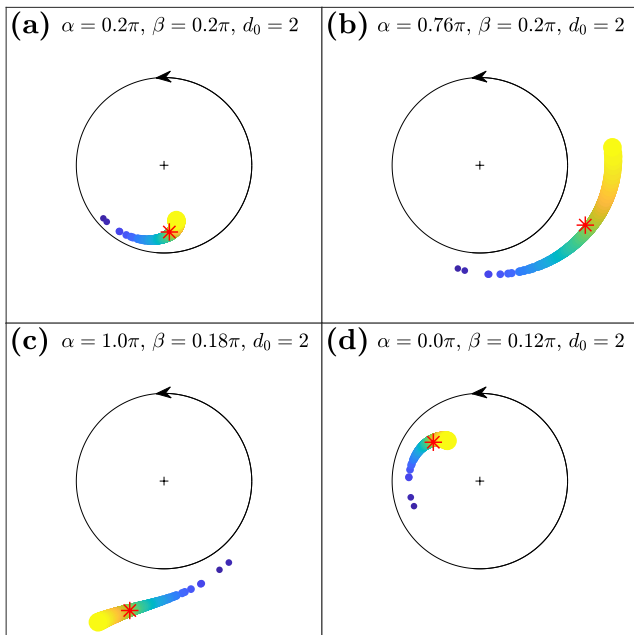 (a) α = 0.2π, β = 0.2π, d₀ = 2
(b) α = 0.76π, β = 0.2π, d₀ = 2
(c) α = 1.0π, β = 0.18π, d₀ = 2
(d) α = 0.0π, β = 0.12π, d₀ = 2